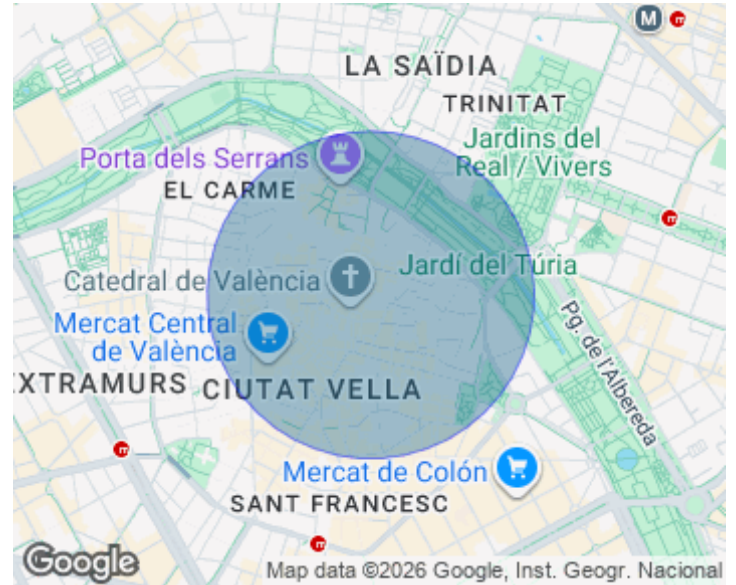 M
LA SAÏDIA
TRINITAT
Jardins del
Real / Vivers
Porta dels Serrans
EL CARME
m
Catedral de València
Jardí del Túria
Mercat Central
de València
Pg. de l'Albereda
EXTRAMURS
CIUTAT VELLA
m
Mercat de Colón
SANT FRANCESC
m
Google
Map data ©2026 Google, Inst. Geogr. Nacional